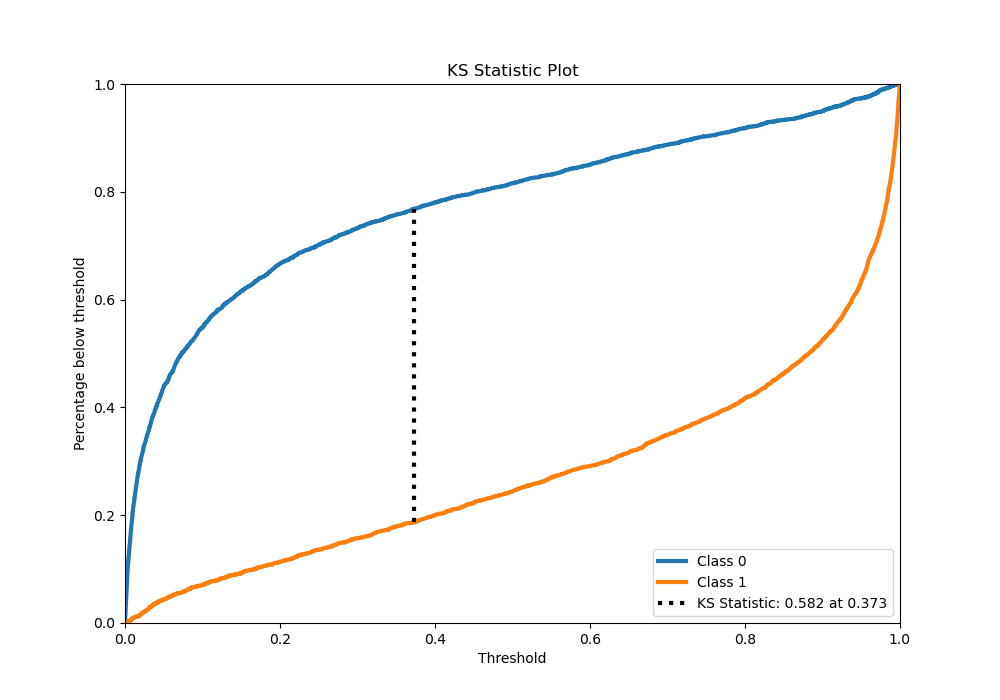 KS Statistic Plot
1.0
0.8
0.6
0.4
0.2
0.0
Percentage below threshold
0.0 0.2 0.4 0.6 0.8 1.0
Threshold
Class 0
Class 1
KS Statistic: 0.582 at 0.373